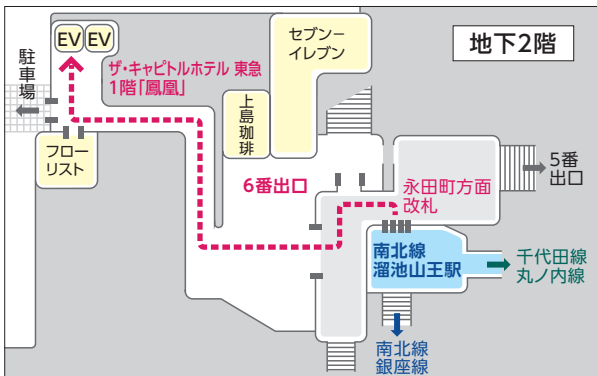 地下2階
EV
EV
セブン－
イレブン
駐車場
ザ・キャピトルホテル 東急
1階「鳳凰」
上島珈琲
フロー
リスト
6番出口
永田町方面
改札
5番
出口
南北線
溜池山王駅
千代田線
丸ノ内線
南北線
銀座線